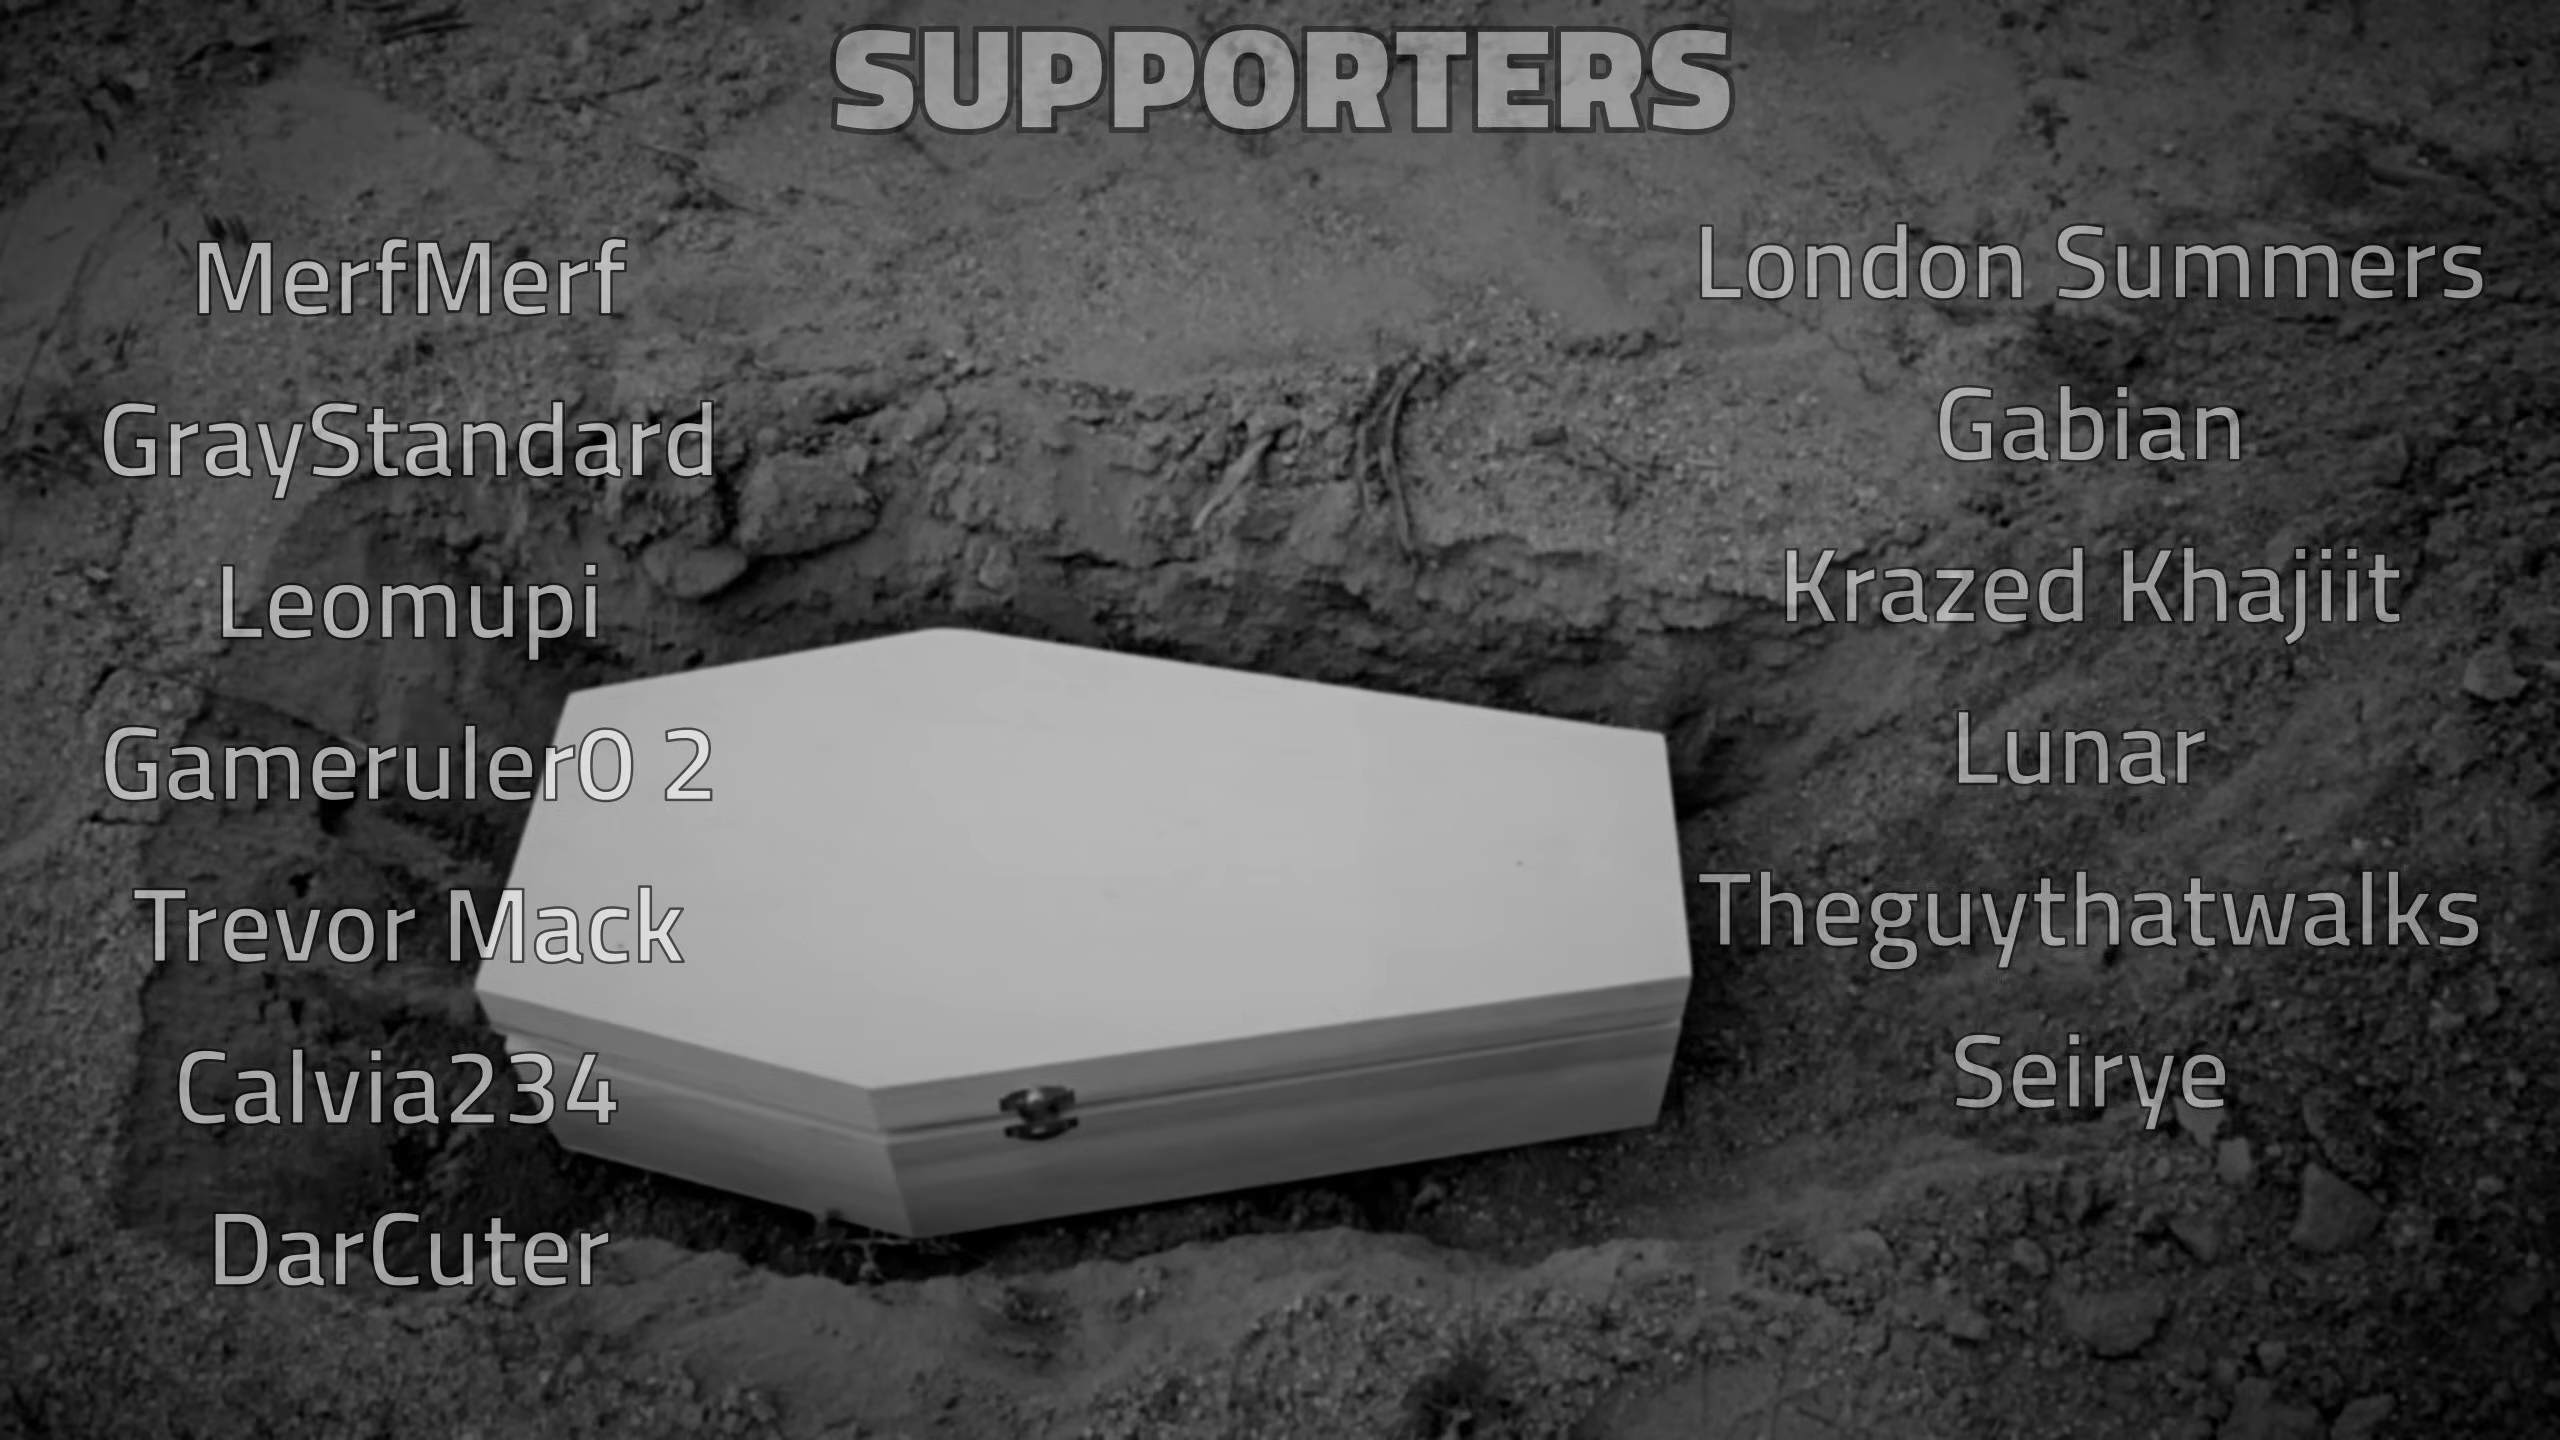 SUPPORTERS
MerfMerf
GrayStandard
Leomupi
Gameruler0 2
Trevor Mack
Calvia234
DarCuter
London Summers
Gabian
Krazed Khajiit
Lunar
Theguythatwalks
Seirye